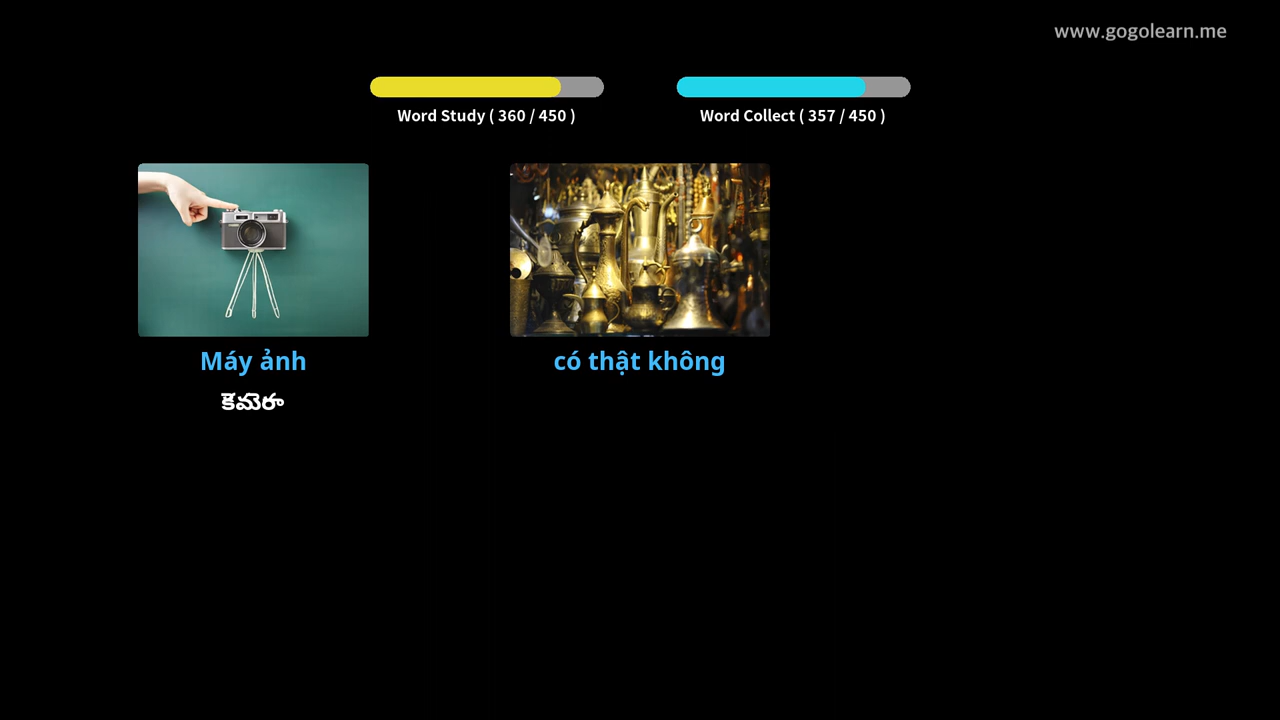 www.gogolearn.me
Word Study ( 360 / 450 )
Word Collect ( 357 / 450 )
Máy ảnh
có thật không
కెమెరా